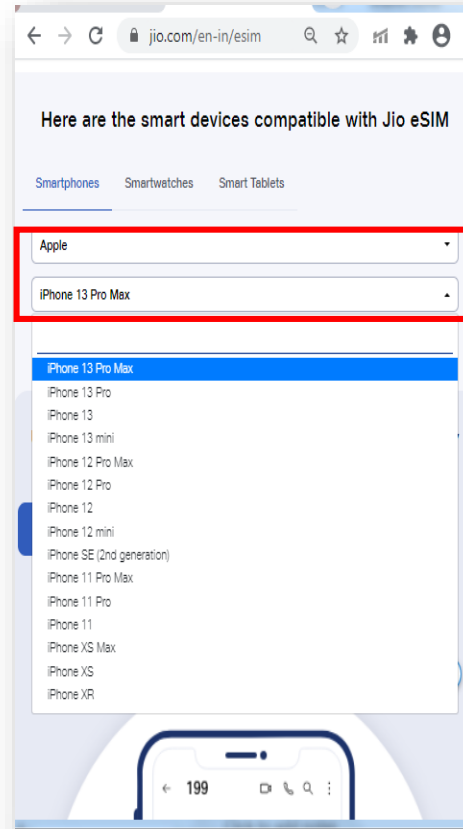 jio.com/en-in/esim
Here are the smart devices compatible with Jio eSIM
Smartphones Smartwatches Smart Tablets
Apple
iPhone 13 Pro Max
iPhone 13 Pro Max
iPhone 13 Pro
iPhone 13
iPhone 13 mini
iPhone 12 Pro Max
iPhone 12 Pro
iPhone 12
iPhone 12 mini
iPhone SE (2nd generation)
iPhone 11 Pro Max
iPhone 11 Pro
iPhone 11
iPhone XS Max
iPhone XS
iPhone XR
199